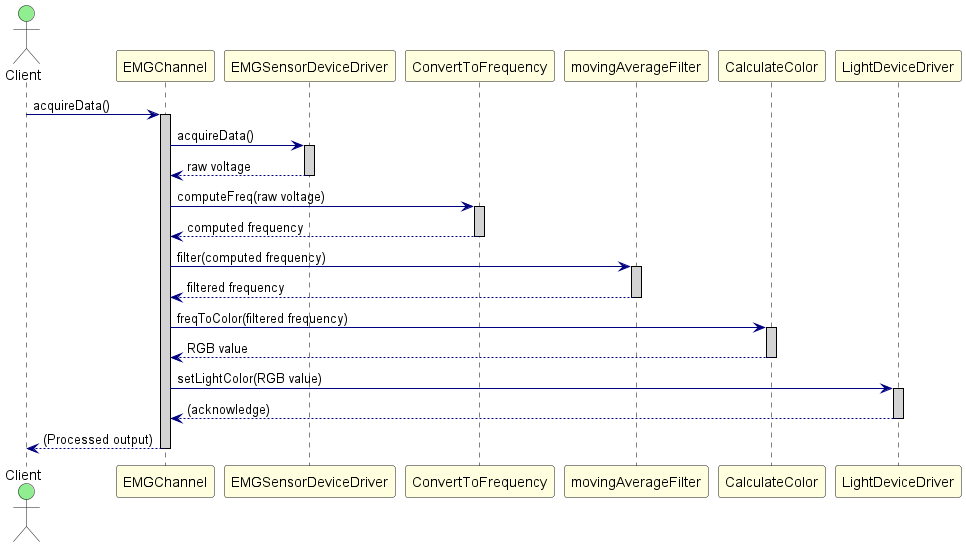 Client
EMGChannel
EMGSensorDeviceDriver
ConvertToFrequency
movingAverageFilter
CalculateColor
LightDeviceDriver
acquireData()
acquireData()
raw voltage
computeFreq(raw voltage)
computed frequency
filter(computed frequency)
filtered frequency
freqToColor(filtered frequency)
RGB value
setLightColor(RGB value)
(acknowledge)
(Processed output)
Client
EMGChannel
EMGSensorDeviceDriver
ConvertToFrequency
movingAverageFilter
CalculateColor
LightDeviceDriver